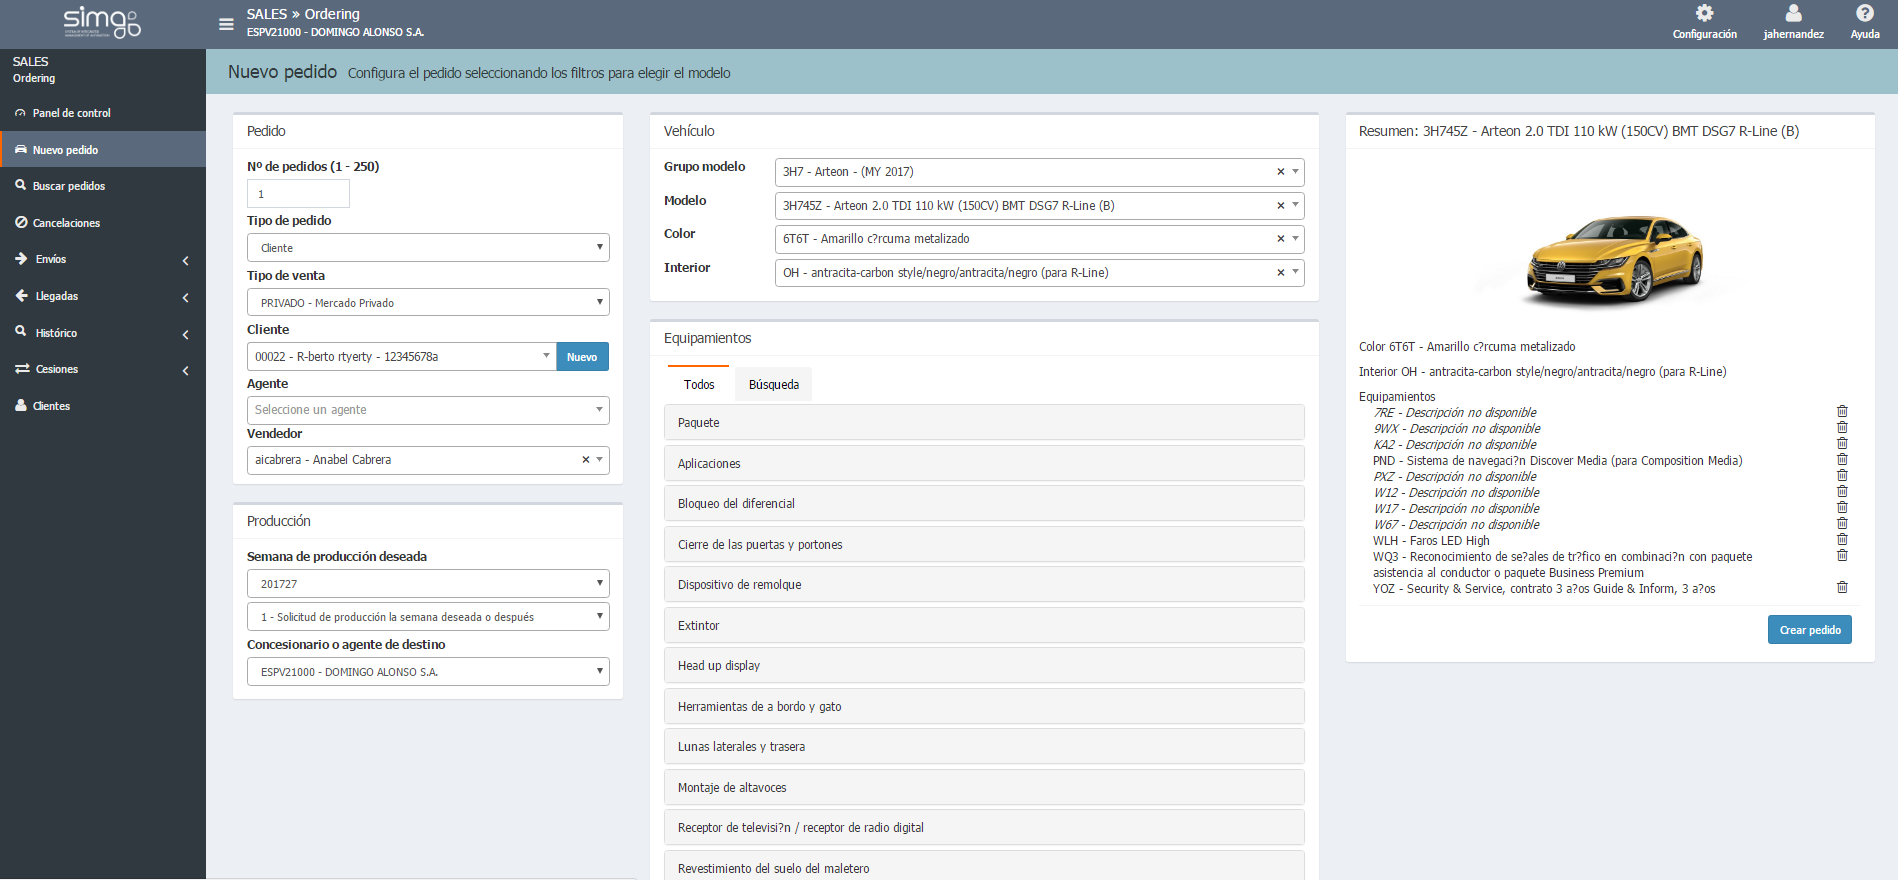 simgo
SALES » Ordering
ESPV21000 - DOMINGO ALONSO S.A.
Configuración
jahernandez
Ayuda
SALES
Ordering
Panel de control
Nuevo pedido
Buscar pedidos
Cancelaciones
Envíos
Llegadas
Histórico
Cesiones
Clientes
Nuevo pedido Configura el pedido seleccionando los filtros para elegir el modelo
Pedido
Nº de pedidos (1 - 250)
1
Tipo de pedido
Cliente
Tipo de venta
PRIVADO - Mercado Privado
Cliente
00022 - R-berto rtyerty - 12345678a
Nuevo
Agente
Seleccione un agente
Vendedor
aicabrera - Anabel Cabrera
Producción
Semana de producción deseada
201727
1 - Solicitud de producción la semana deseada o después
Concesionario o agente de destino
ESPV21000 - DOMINGO ALONSO S.A.
Vehículo
Grupo modelo 3H7 - Arteon - (MY 2017)
Modelo 3H745Z - Arteon 2.0 TDI 110 kW (150CV) BMT DSG7 R-Line (B)
Color 6T6T - Amarillo c?rcuma metalizado
Interior OH - antracita-carbon style/negro/antracita/negro (para R-Line)
Equipamientos
Todos Búsqueda
Paquete
Aplicaciones
Bloqueo del diferencial
Cierre de las puertas y portones
Dispositivo de remolque
Extintor
Head up display
Herramientas de a bordo y gato
Lunas laterales y trasera
Montaje de altavoces
Receptor de televisi?n / receptor de radio digital
Revestimiento del suelo del maletero
Resumen: 3H745Z - Arteon 2.0 TDI 110 kW (150CV) BMT DSG7 R-Line (B)
Color 6T6T - Amarillo c?rcuma metalizado
Interior OH - antracita-carbon style/negro/antracita/negro (para R-Line)
Equipamientos
7RE - Descripción no disponible
9WX - Descripción no disponible
KA2 - Descripción no disponible
PND - Sistema de navegaci?n Discover Media (para Composition Media)
PXZ - Descripción no disponible
W12 - Descripción no disponible
W17 - Descripción no disponible
W67 - Descripción no disponible
WLH - Faros LED High
WQ3 - Reconocimiento de se?ales de tr?fico en combinaci?n con paquete
asistencia al conductor o paquete Business Premium
YOZ - Security & Service, contrato 3 a?os Guide & Inform, 3 a?os
Crear pedido